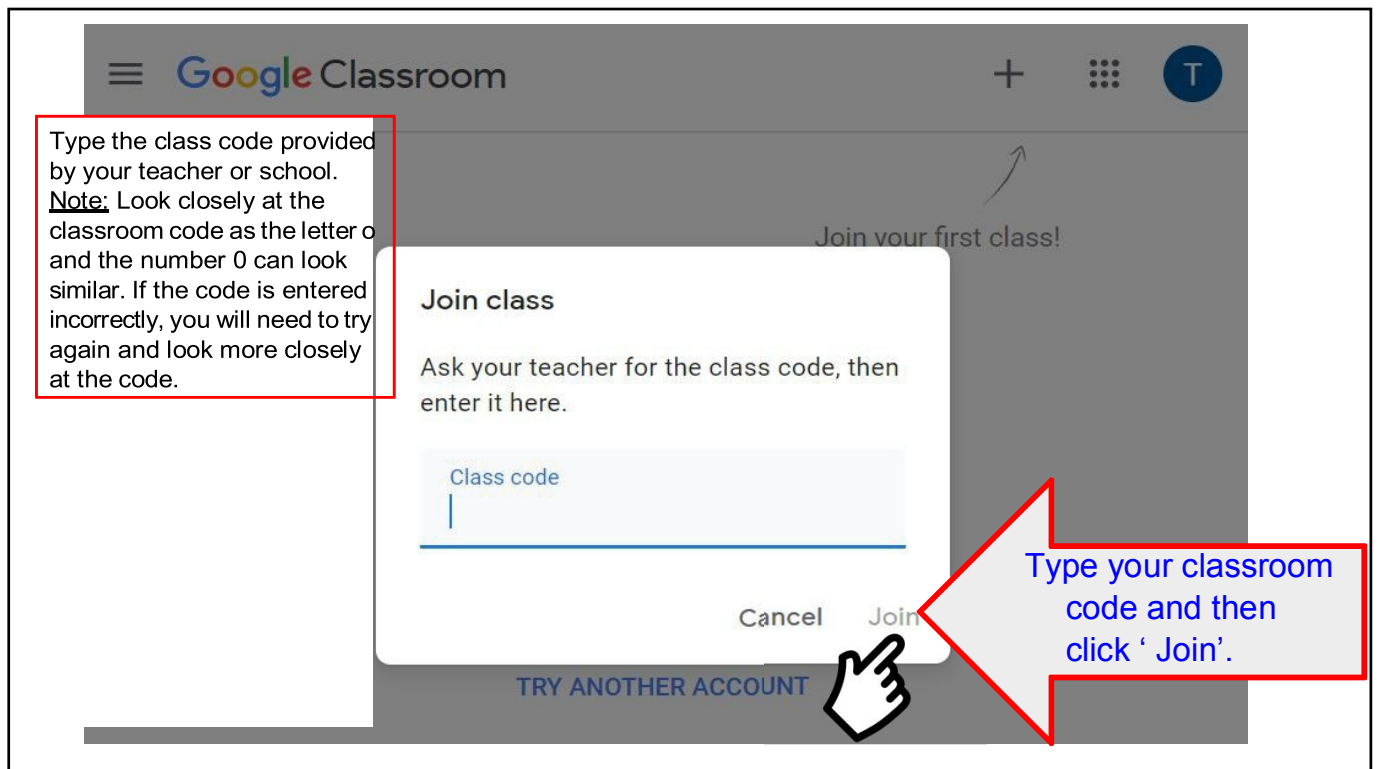 Google Classroom
T
Type the class code provided
by your teacher or school.
Note: Look closely at the
classroom code as the letter o
and the number 0 can look
similar. If the code is entered
incorrectly, you will need to try
again and look more closely
at the code.
Join your first class!
Join class
Ask your teacher for the class code, then
enter it here.
Class code
Cancel Join
Type your classroom
code and then
click ‘ Join’.
TRY ANOTHER ACCOUNT